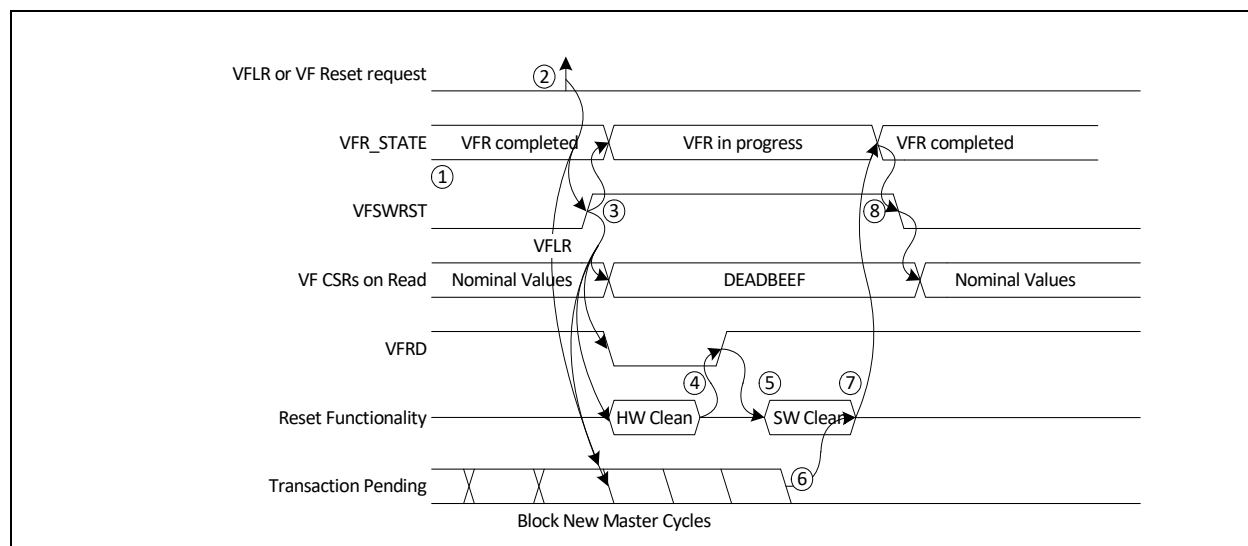 VFLR or VF Reset request
②
VFR_STATE
VFR completed
VFR in progress
VFR completed
①
VFSWRST
③
⑧
VFLR
VF CSRs on Read
Nominal Values
DEADBEEF
Nominal Values
VFRD
④
⑤
⑦
Reset Functionality
HW Clean
SW Clean
⑥
Transaction Pending
Block New Master Cycles